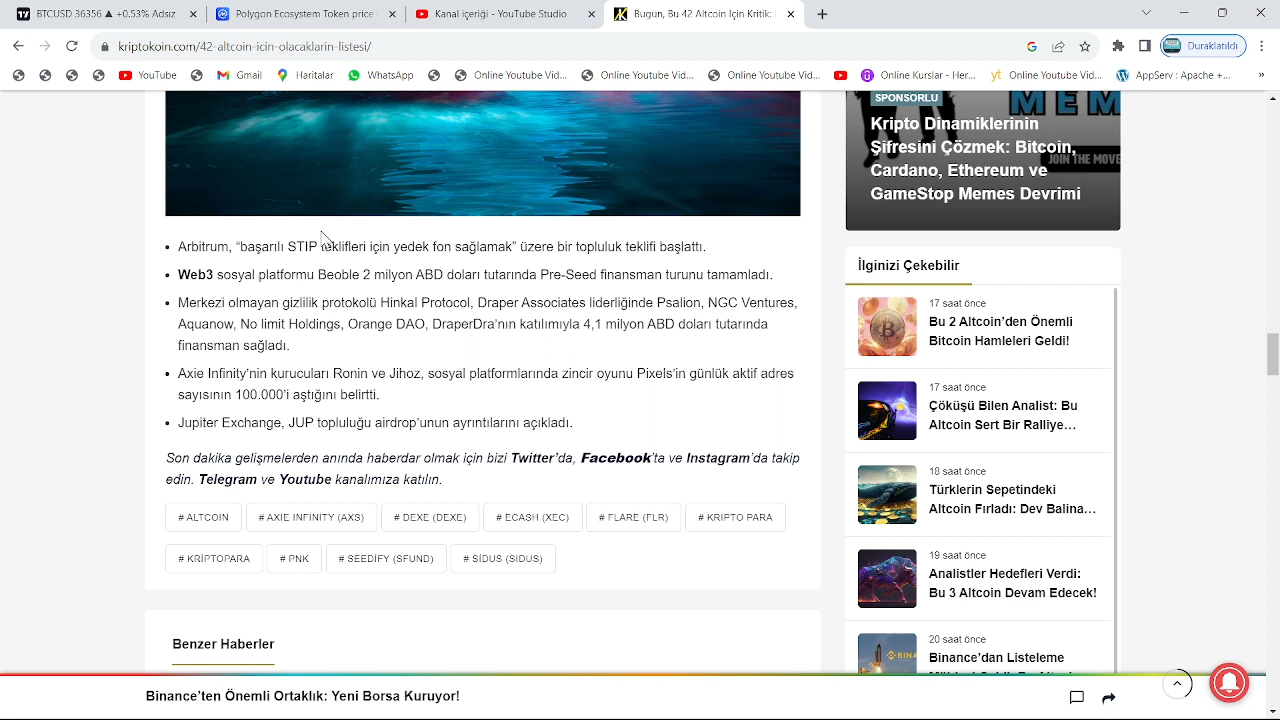 BTCUSD 36356 ▲ +0.53% Adsız
Polygon Ecosystem Token price t
Kanal içeriği - YouTube Studio
Bugün, Bu 42 Altcoin İçin Kritik:
kriptokoin.com/42-altcoin-icin-olacaklarin-listesi/
Duraklatıldı
YouTube
Gmail
Haritalar
WhatsApp
Online Youtube Vid...
Online Youtube Vid...
Online Youtube Vid...
Online Kurslar - Her...
Online Youtube Vid...
AppServ : Apache +...
»
SPONSORLU
MEM
JOIN THE MOVE
Kripto Dinamiklerinin
Şifresini Çözmek: Bitcoin,
Cardano, Ethereum ve
GameStop Memes Devrimi
• Arbitrum, “başarılı STIP teklifleri için yedek fon sağlamak” üzere bir topluluk teklifi başlattı.
• Web3 sosyal platformu Beoble 2 milyon ABD doları tutarında Pre-Seed finansman turunu tamamladı.
• Merkezi olmayan gizlilik protokolü Hinkal Protocol, Draper Associates liderliğinde Psalion, NGC Ventures,
Aquanow, No limit Holdings, Orange DAO, DraperDra’nın katılımıyla 4,1 milyon ABD doları tutarında
finansman sağladı.
• Axie Infinity’nin kurucuları Ronin ve Jihoz, sosyal platformlarında zincir oyunu Pixels’in günlük aktif adres
sayısının 100.000’i aştığını belirtti.
• Jupiter Exchange, JUP topluluğu airdrop’unun ayrıntılarını açıkladı.
Son dakika gelişmelerden anında haberdar olmak için bizi Twitter’da, Facebook’ta ve Instagram’da takip
edin. Telegram ve Youtube kanalımıza katılın.
# ALTCOIN
# AXIE INFINITY (AXS)
# DEXE (DEXE)
# ECASH (XEC)
# FLARE (FLR)
# KRIPTO PARA
# KRİPTOPARA
# PNK
# SEEDİFY (SFUND)
# SİDUS (SIDUS)
Benzer Haberler
İlginizi Çekebilir
17 saat önce
Bu 2 Altcoin’den Önemli
Bitcoin Hamleleri Geldi!
17 saat önce
Çöküşü Bilen Analist: Bu
Altcoin Sert Bir Ralliye...
18 saat önce
Türklerin Sepetindeki
Altcoin Fırladı: Dev Balina...
19 saat önce
Analistler Hedefleri Verdi:
Bu 3 Altcoin Devam Edecek!
20 saat önce
BINA
Binance’dan Listeleme
Binance’ten Önemli Ortaklık: Yeni Borsa Kuruyor!